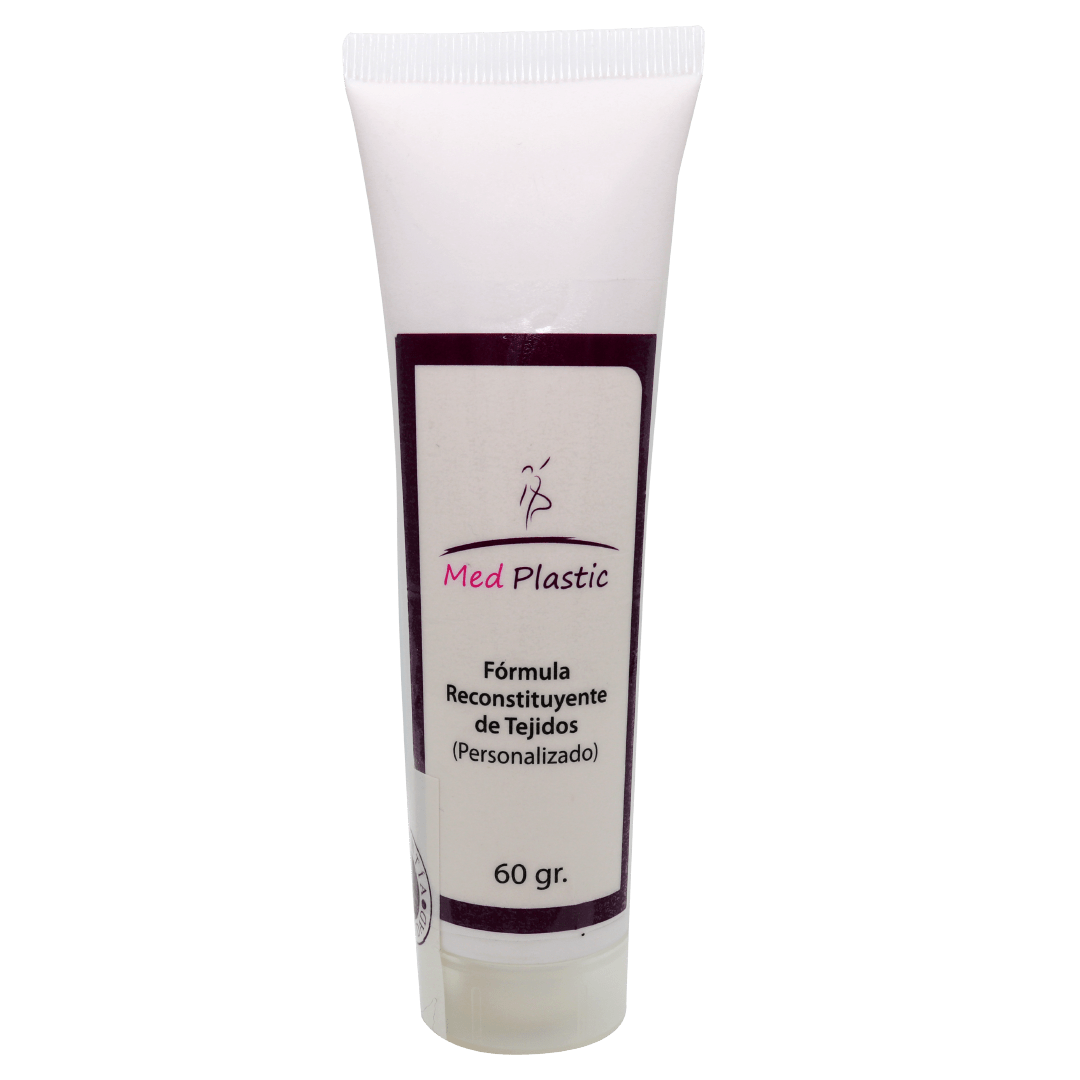 Med Plastic
Fórmula
Reconstituyente
de Tejidos
(Personalizado)
60 gr.